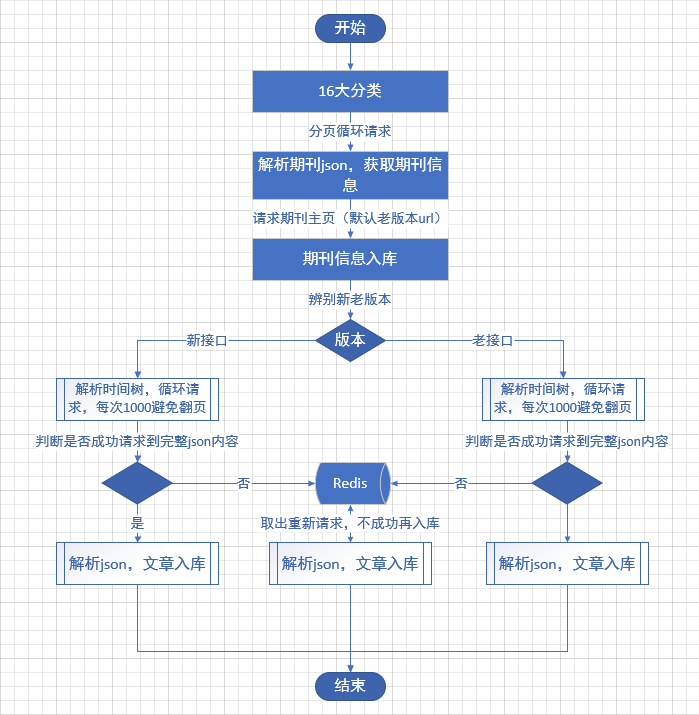 开始
16大分类
分页循环请求
解析期刊json，获取期刊信
息
请求期刊主页（默认老版本url）
期刊信息入库
辨别新老版本
新接口
版本
老接口
解析时间树，循环请
求，每次1000避免翻页
解析时间树，循环请
求，每次1000避免翻页
判断是否成功请求到完整json内容
判断是否成功请求到完整json内容
否
Redis
否
是
取出重新请求，不成功再入库
解析json，文章入库
解析json，文章入库
解析json，文章入库
结束